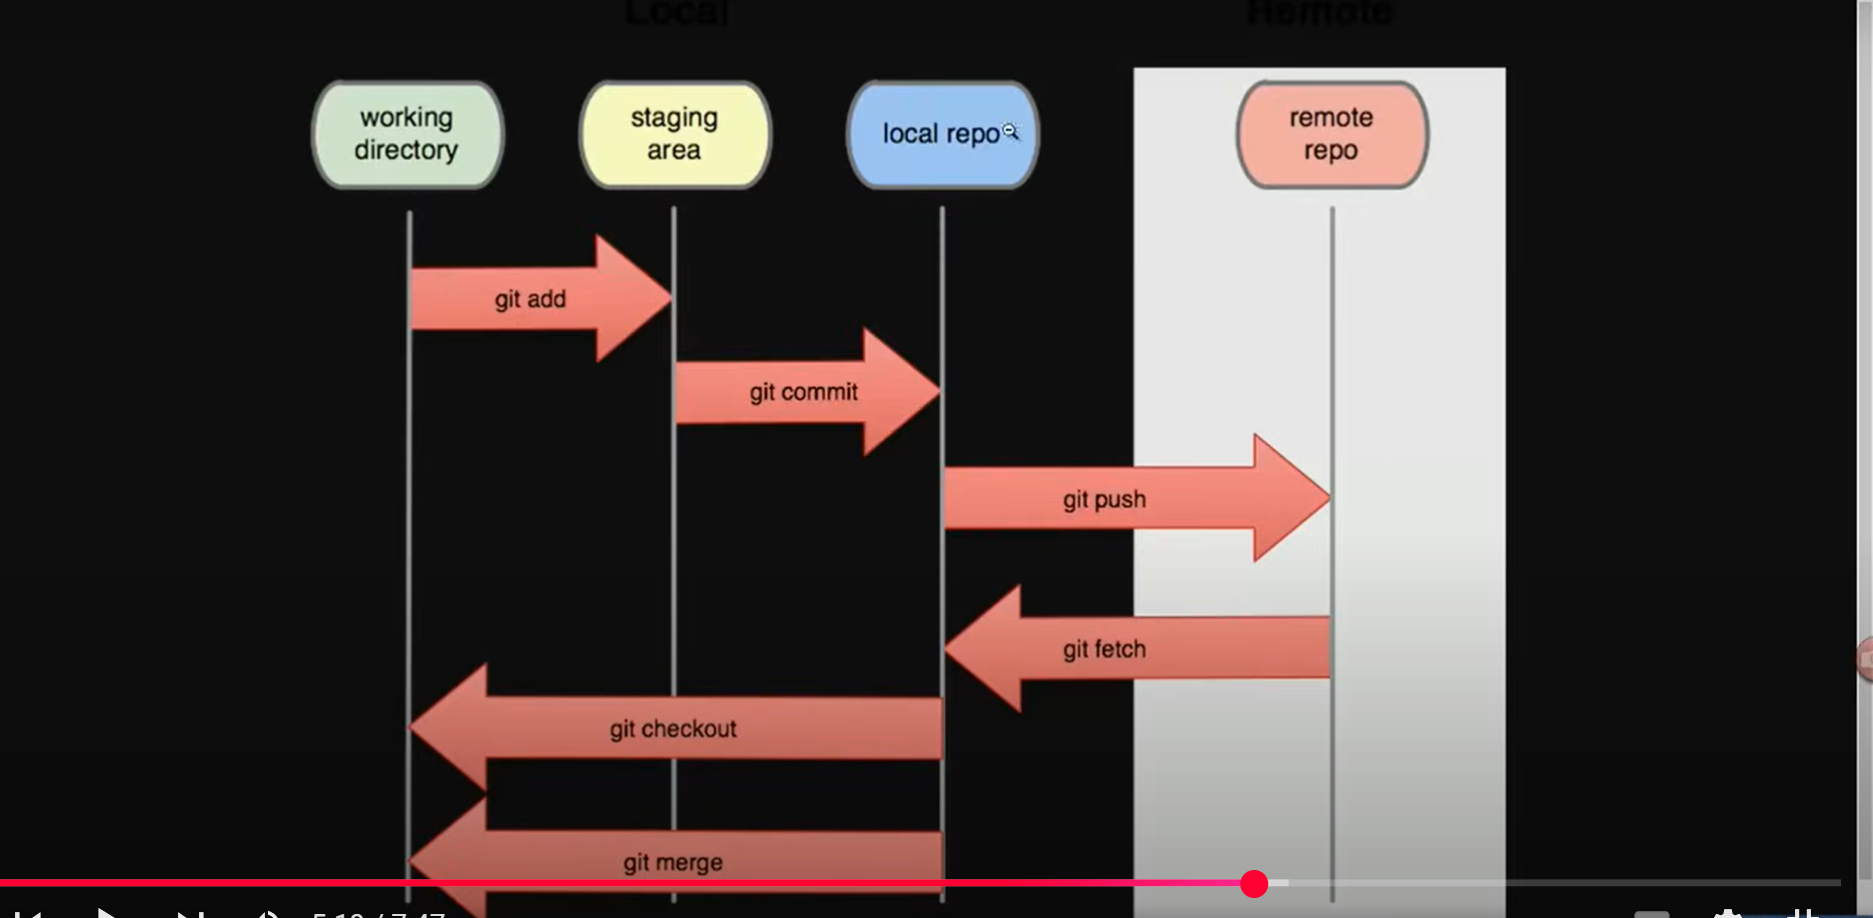 Local
Remote
working
directory
staging
area
local repo
remote
repo
git add
git commit
git push
git fetch
git checkout
git merge